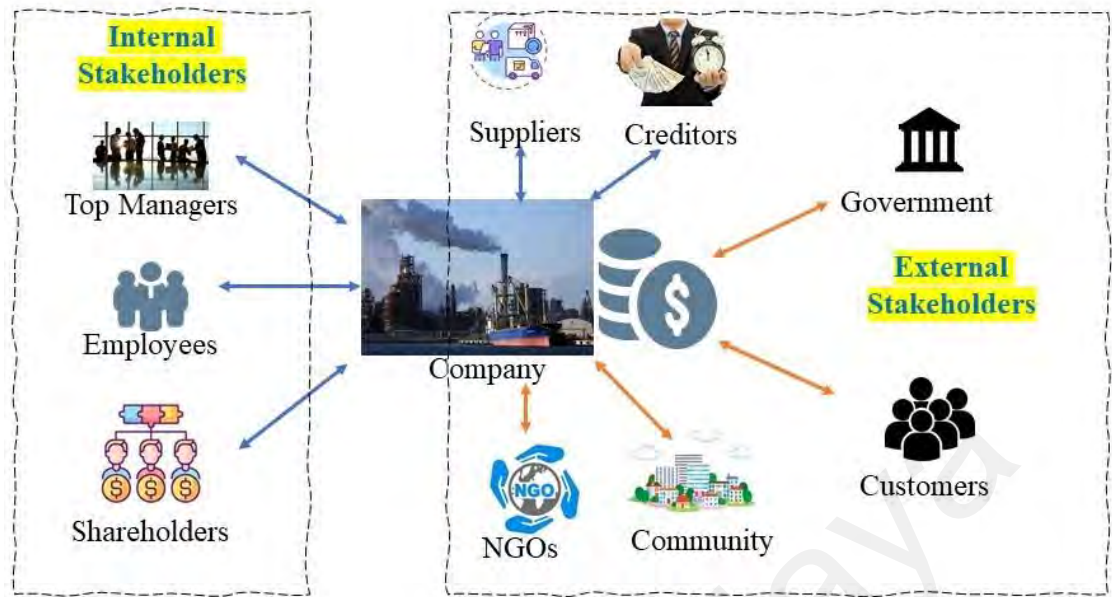 Internal
Stakeholders
Top Managers
Employees
Shareholders
Suppliers
Creditors
Company
$
NGO
NGOs
Community
Government
External
Stakeholders
Customers
$ $ $